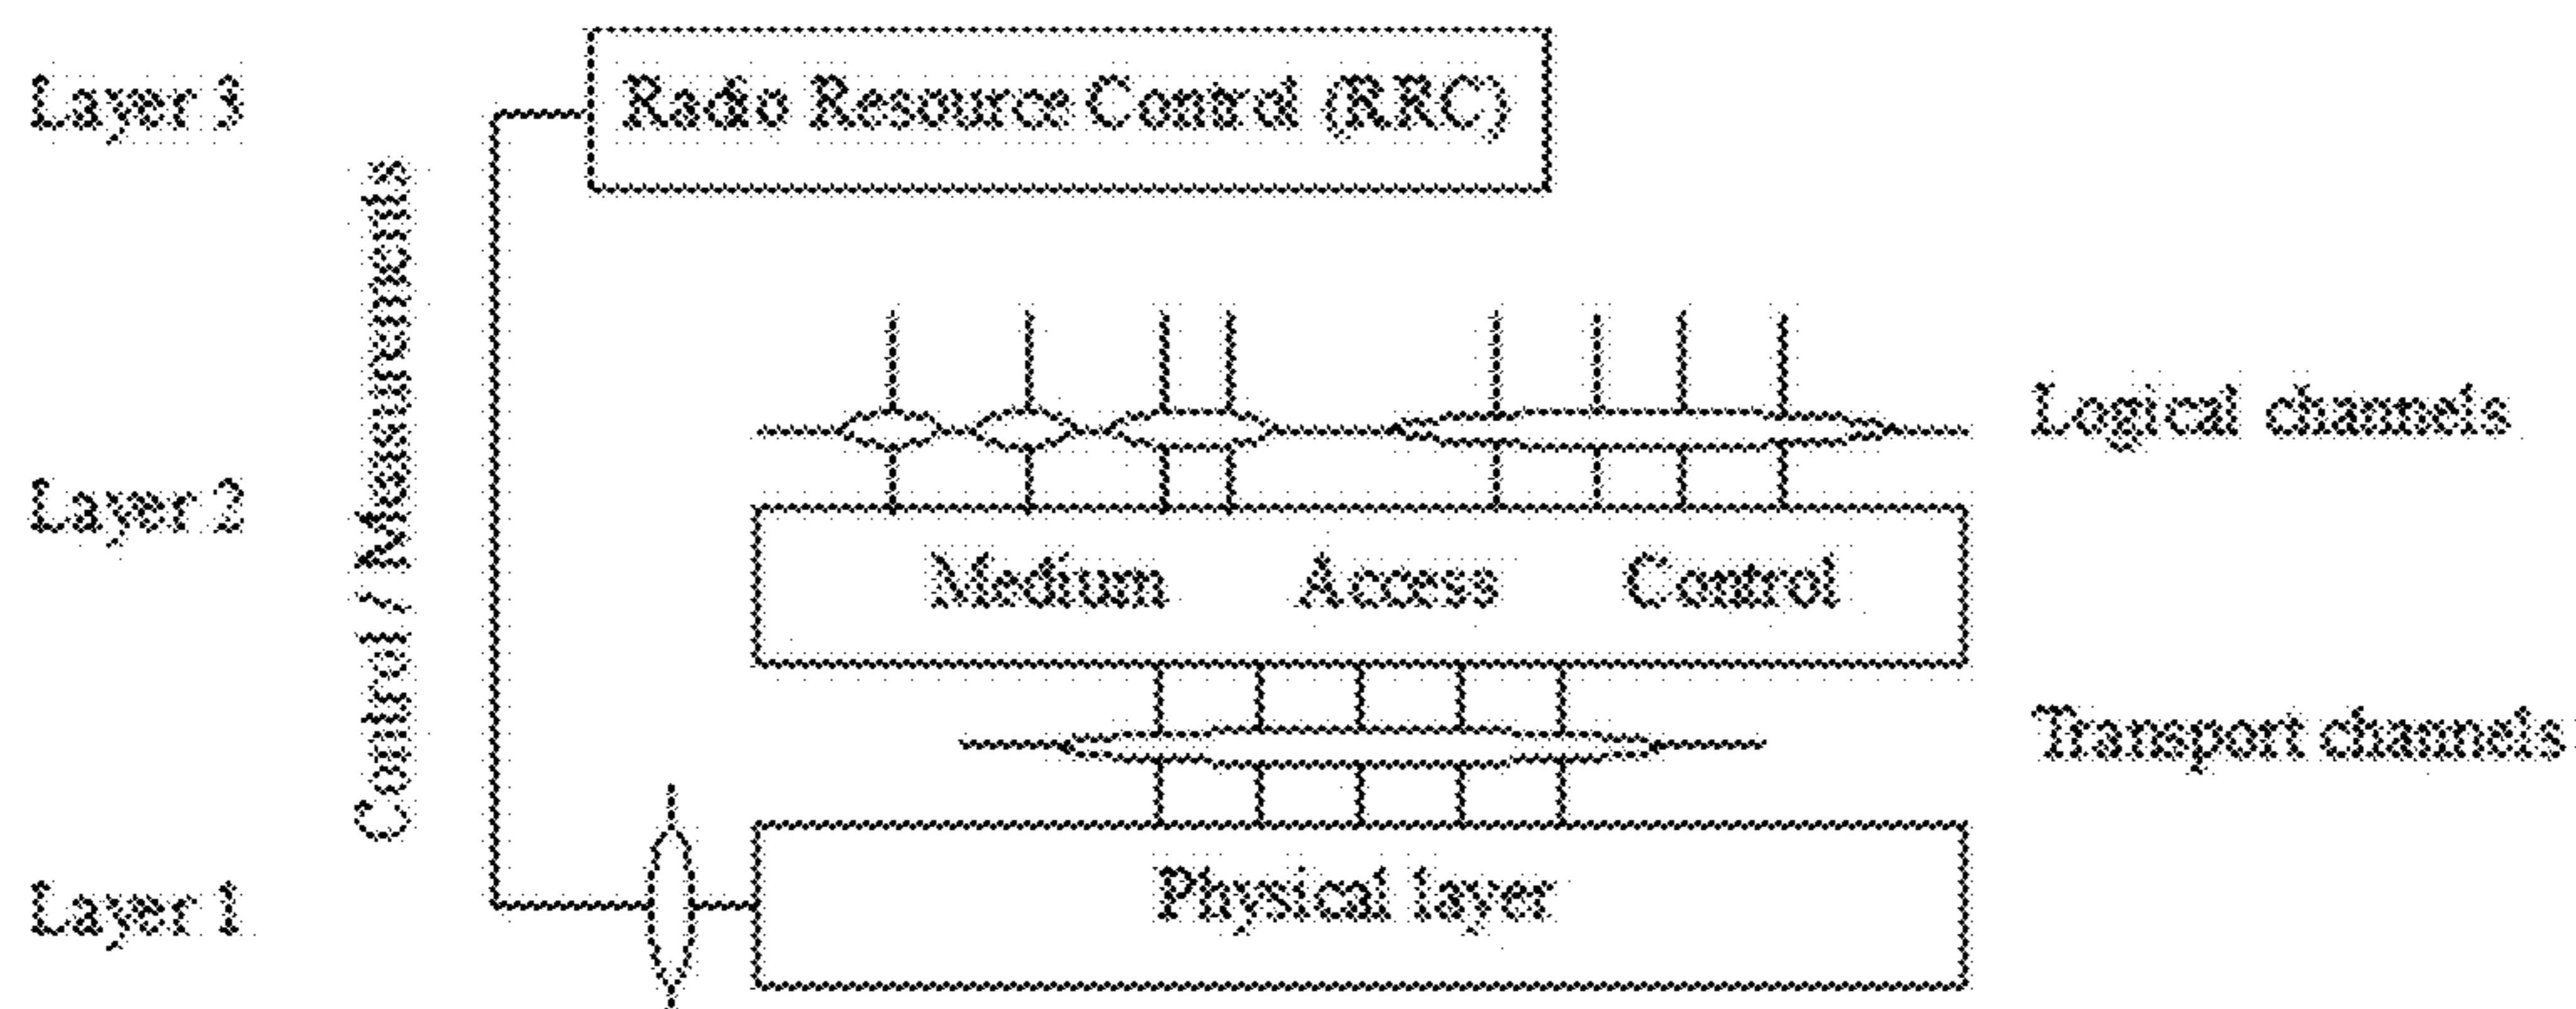 Layer 3
Radio Resource Control (RRC)
Control / Measurements
Logical channels
Layer 2
Medium Access Control
Transport channels
Layer 1
Physical layer